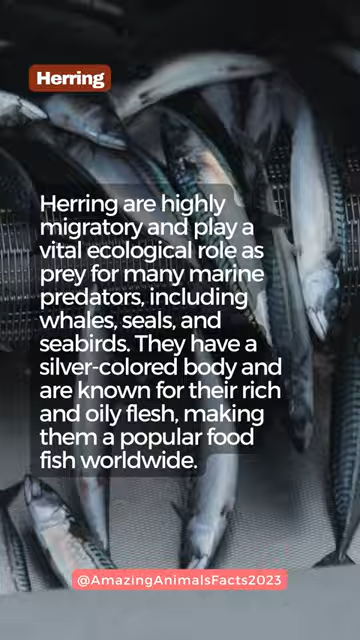 Herring
Herring are highly
migratory and play a
vital ecological role as
prey for many marine
predators, including
whales, seals, and
seabirds. They have a
silver-colored body and
are known for their rich
and oily flesh, making
them a popular food
fish worldwide.
@AmazingAnimalsFacts2023